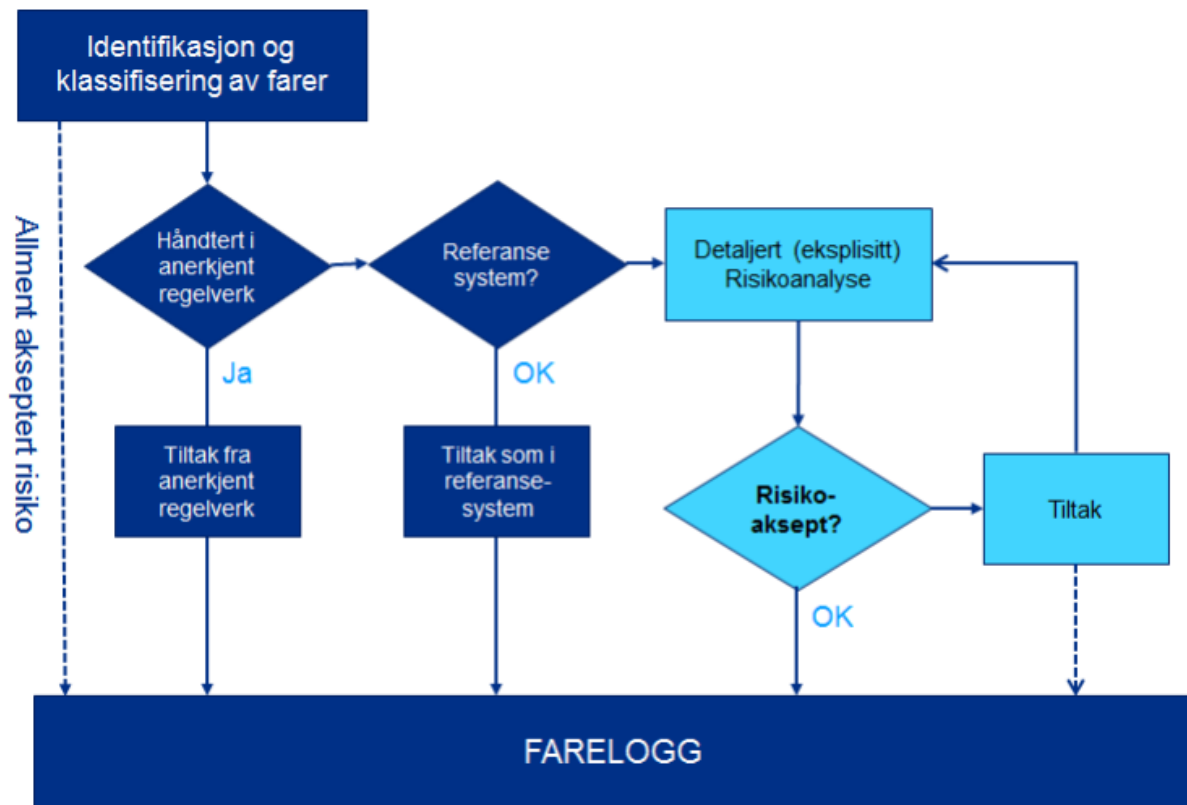 Identifikasjon og
klassifisering av farer
Allment akseptert risiko
Håndtert i
anerkjent
regelverk
Referanse
system?
Detaljert (eksplisitt)
Risikoanalyse
Ja
OK
Tiltak fra
anerkjent
regelverk
Tiltak som i
referanse-
system
Risiko-
aksept?
Tiltak
OK
FARELOGG